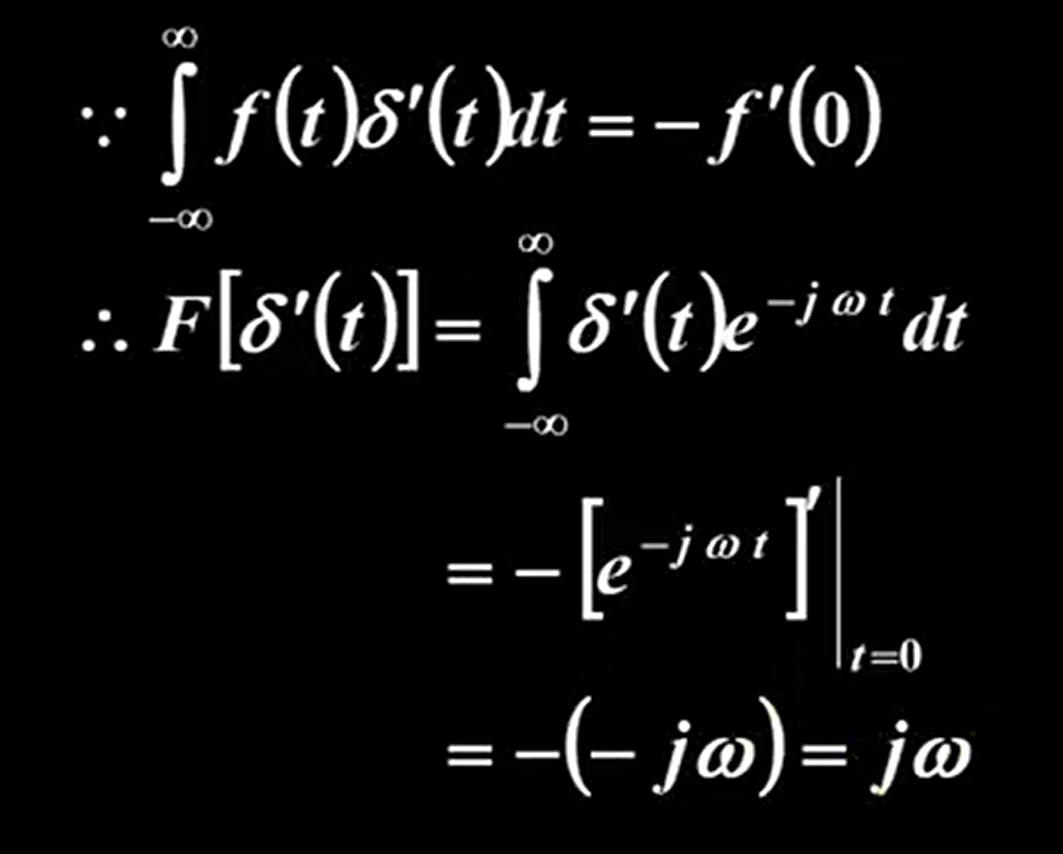 ∵ ∫_{−∞}^{∞} f(t)δ′(t)dt = −f′(0)
∴ F[δ′(t)] = ∫_{−∞}^{∞} δ′(t)e^{−jωt}dt
= −[e^{−jωt}]′|_{t=0}
= −(−jω) = jω